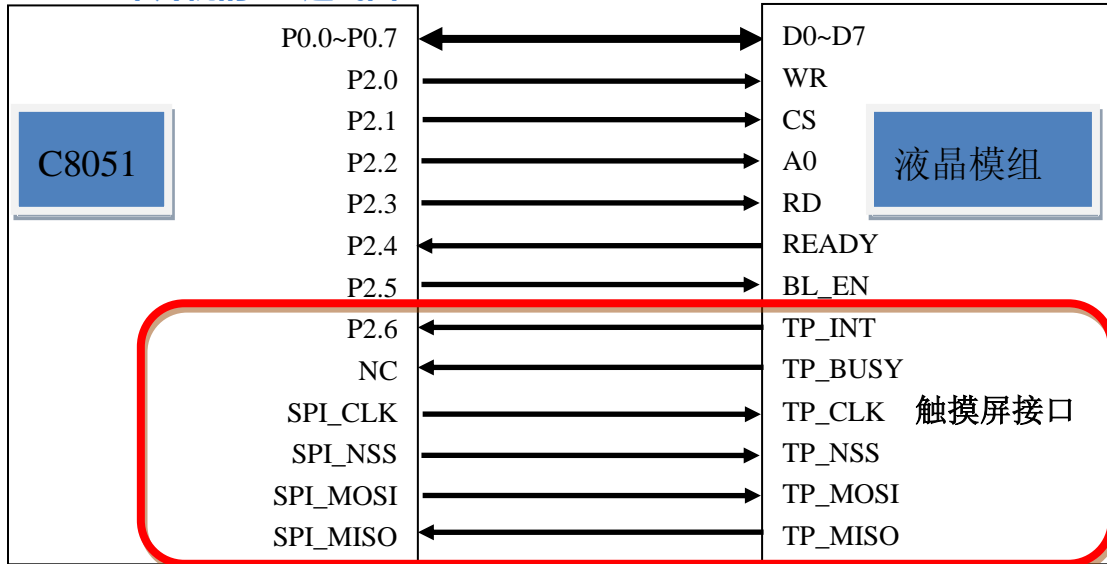 P0.0~P0.7 D0~D7
P2.0 WR
P2.1 CS
C8051 P2.2 A0 液晶模组
P2.3 RD
P2.4 READY
P2.5 BL_EN
P2.6 TP_INT
NC TP_BUSY
SPI_CLK TP_CLK 触摸屏接口
SPI_NSS TP_NSS
SPI_MOSI TP_MOSI
SPI_MISO TP_MISO